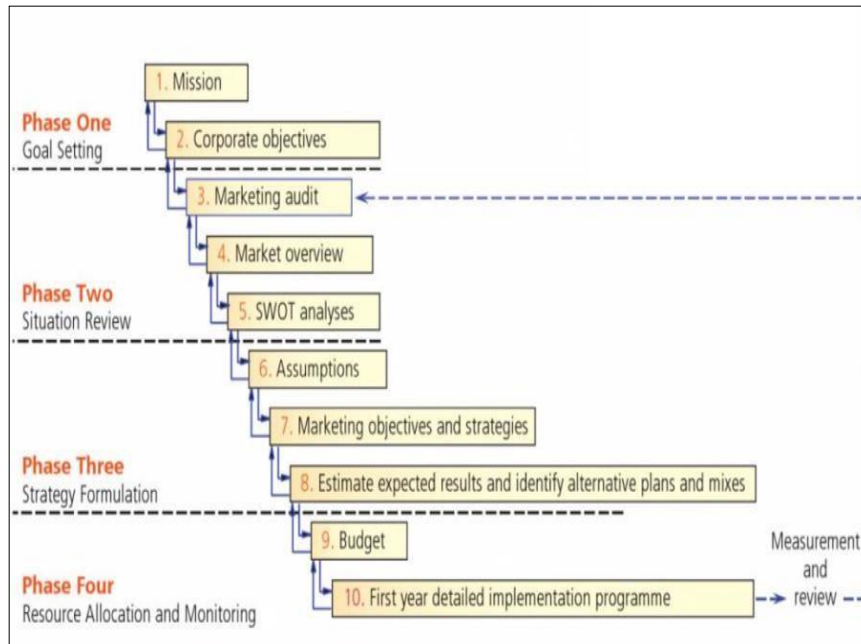 1. Mission
Phase One
Goal Setting
2. Corporate objectives
3. Marketing audit
4. Market overview
Phase Two
Situation Review
5. SWOT analyses
6. Assumptions
7. Marketing objectives and strategies
Phase Three
Strategy Formulation
8. Estimate expected results and identify alternative plans and mixes
9. Budget
Measurement
and
review
Phase Four
Resource Allocation and Monitoring
10. First year detailed implementation programme